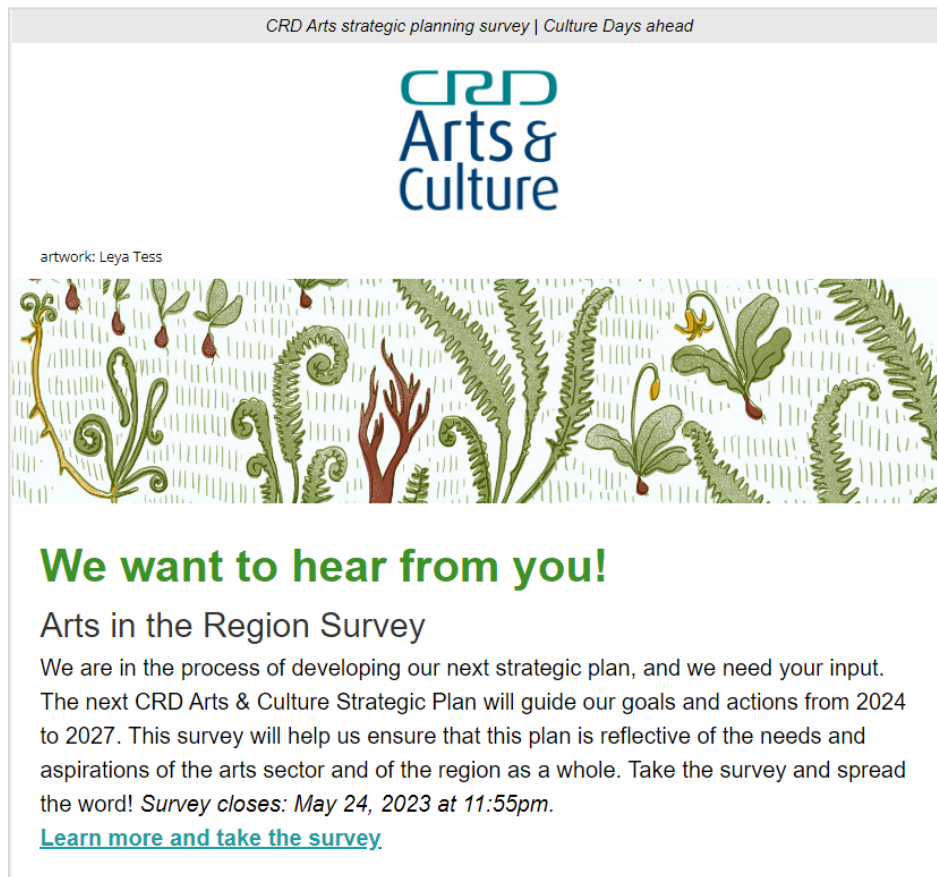 CRD Arts strategic planning survey | Culture Days ahead
CRD
Arts &
Culture
artwork: Leya Tess
We want to hear from you!
Arts in the Region Survey
We are in the process of developing our next strategic plan, and we need your input.
The next CRD Arts & Culture Strategic Plan will guide our goals and actions from 2024
to 2027. This survey will help us ensure that this plan is reflective of the needs and
aspirations of the arts sector and of the region as a whole. Take the survey and spread
the word! Survey closes: May 24, 2023 at 11:55pm.
Learn more and take the survey